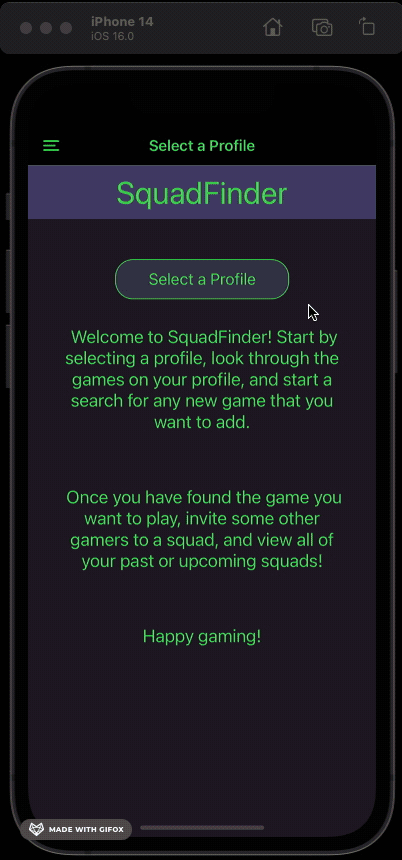 iPhone 14
iOS 16.0
Select a Profile
SquadFinder
Select a Profile
Welcome to SquadFinder! Start by
selecting a profile, look through the
games on your profile, and start a
search for any new game that you
want to add.
Once you have found the game you
want to play, invite some other
gamers to a squad, and view all of
your past or upcoming squads!
Happy gaming!
MADE WITH GIFOX